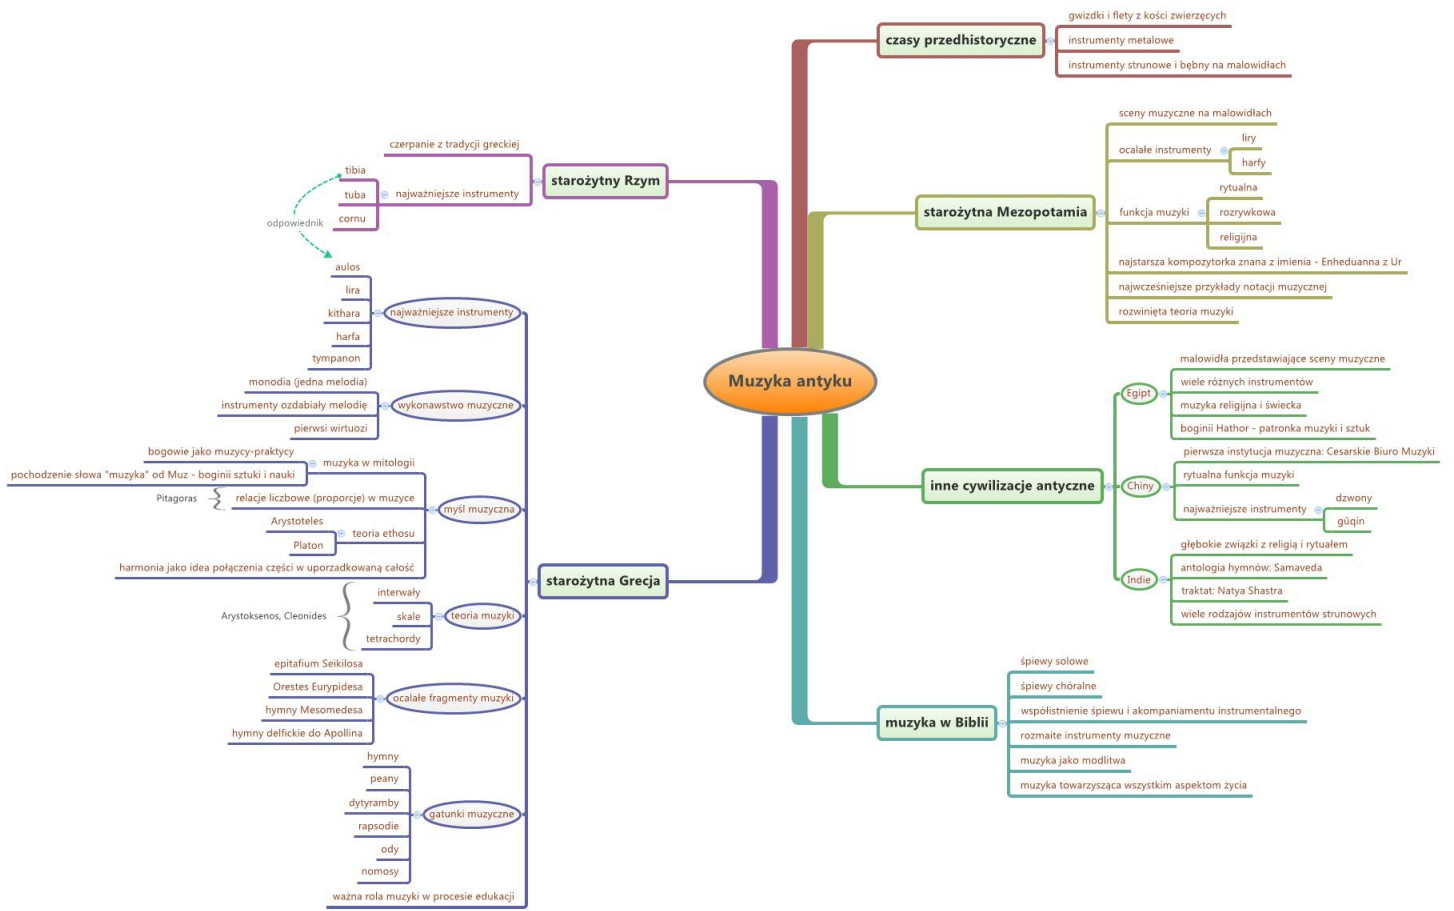 Muzyka antyku
czasy przedhistoryczne
gwizdki i flety z kości zwierzęcych
instrumenty metalowe
instrumenty strunowe i bębny na malowidłach
starożytna Mezopotamia
sceny muzyczne na malowidłach
ocalałe instrumenty
liry
harfy
funkcja muzyki
rytualna
rozrywkowa
religijna
najstarsza kompozytorka znana z imienia - Enheduanna z Ur
najwcześniejsze przykłady notacji muzycznej
rozwinięta teoria muzyki
inne cywilizacje antyczne
Egipt
malowidła przedstawiające sceny muzyczne
wiele różnych instrumentów
muzyka religijna i świecka
boginii Hathor - patronka muzyki i sztuk
Chiny
pierwsza instytucja muzyczna: Cesarskie Biuro Muzyki
rytualna funkcja muzyki
najważniejsze instrumenty
dzwony
gǔqín
Indie
głębokie związki z religią i rytuałem
antologia hymnów: Samaveda
traktat: Natya Shastra
wiele rodzajów instrumentów strunowych
muzyka w Biblii
śpiewy solowe
śpiewy chóralne
współistnienie śpiewu i akompaniamentu instrumentalnego
rozmaite instrumenty muzyczne
muzyka jako modlitwa
muzyka towarzysząca wszystkim aspektom życia
starożytny Rzym
czerpanie z tradycji greckiej
najważniejsze instrumenty
tibia
tuba
cornu
odpowiednik
starożytna Grecja
najważniejsze instrumenty
aulos
lira
kithara
harfa
tympanon
wykonawstwo muzyczne
monodia (jedna melodia)
instrumenty ozdabiały melodię
pierwsi wirtuozi
myśl muzyczna
muzyka w mitologii
bogowie jako muzycy-praktycy
pochodzenie słowa "muzyka" od Muz - boginii sztuki i nauki
relacje liczbowe (proporcje) w muzyce
Pitagoras
teoria ethosu
Arystoteles
Platon
harmonia jako idea połączenia części w uporzadkowaną całość
teoria muzyki
interwały
skale
tetrachordy
Arystoksenos, Cleonides
ocalałe fragmenty muzyki
epitafium Seikilosa
Orestes Eurypidesa
hymny Mesomedesa
hymny delfickie do Apollina
gatunki muzyczne
hymny
peany
dytyramby
rapsodie
ody
nomosy
ważna rola muzyki w procesie edukacji